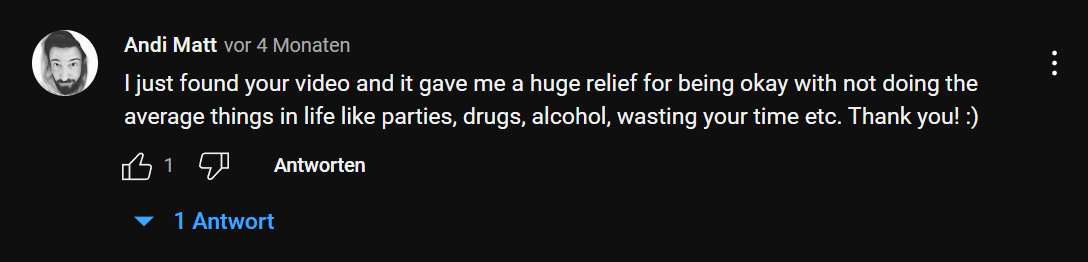 Andi Matt vor 4 Monaten
I just found your video and it gave me a huge relief for being okay with not doing the
average things in life like parties, drugs, alcohol, wasting your time etc. Thank you! :)
1 Antworten
1 Antwort